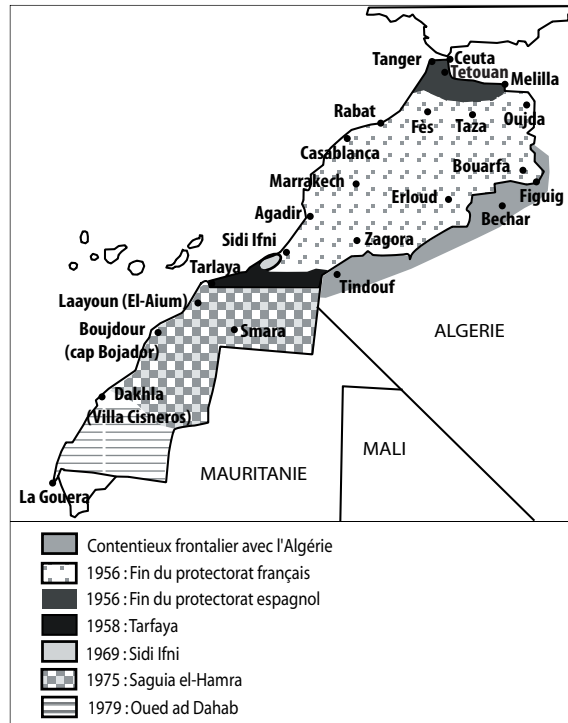 Ceuta
Tanger
Tetouan
Melilla
Rabat
Fès
Taza
Oujda
Casablanca
Bouarfa
Marrakech
Erloud
Figuig
Agadir
Bechar
Sidi Ifni
Zagora
Tarlaya
Tindouf
Laayoun (El-Aium)
Boujdour
(cap Bojador)
Smara
ALGERIE
Dakhla
(Villa Cisneros)
MAURITANIE
MALI
La Gouera
Contentieux frontalier avec l'Algérie
1956 : Fin du protectorat français
1956 : Fin du protectorat espagnol
1958 : Tarfaya
1969 : Sidi Ifni
1975 : Saguia el-Hamra
1979 : Oued ad Dahab